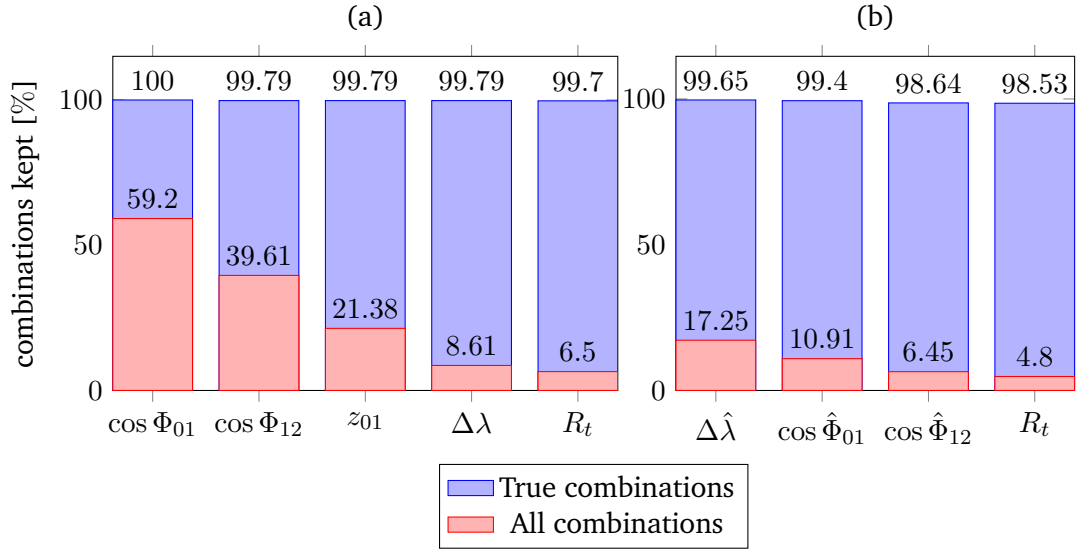 (a) (b)
100 99.79 99.79 99.79 99.7 99.65 99.4 98.64 98.53
100 100
59.2
39.61
50 50
21.38
17.25
8.61 6.5 10.91 6.45 4.8
0 0
combinations kept [%]
cos Φ₀₁ cos Φ₁₂ z₀₁ Δλ Rₜ Δλ̂ cos Φ̂₀₁ cos Φ̂₁₂ Rₜ
True combinations
All combinations